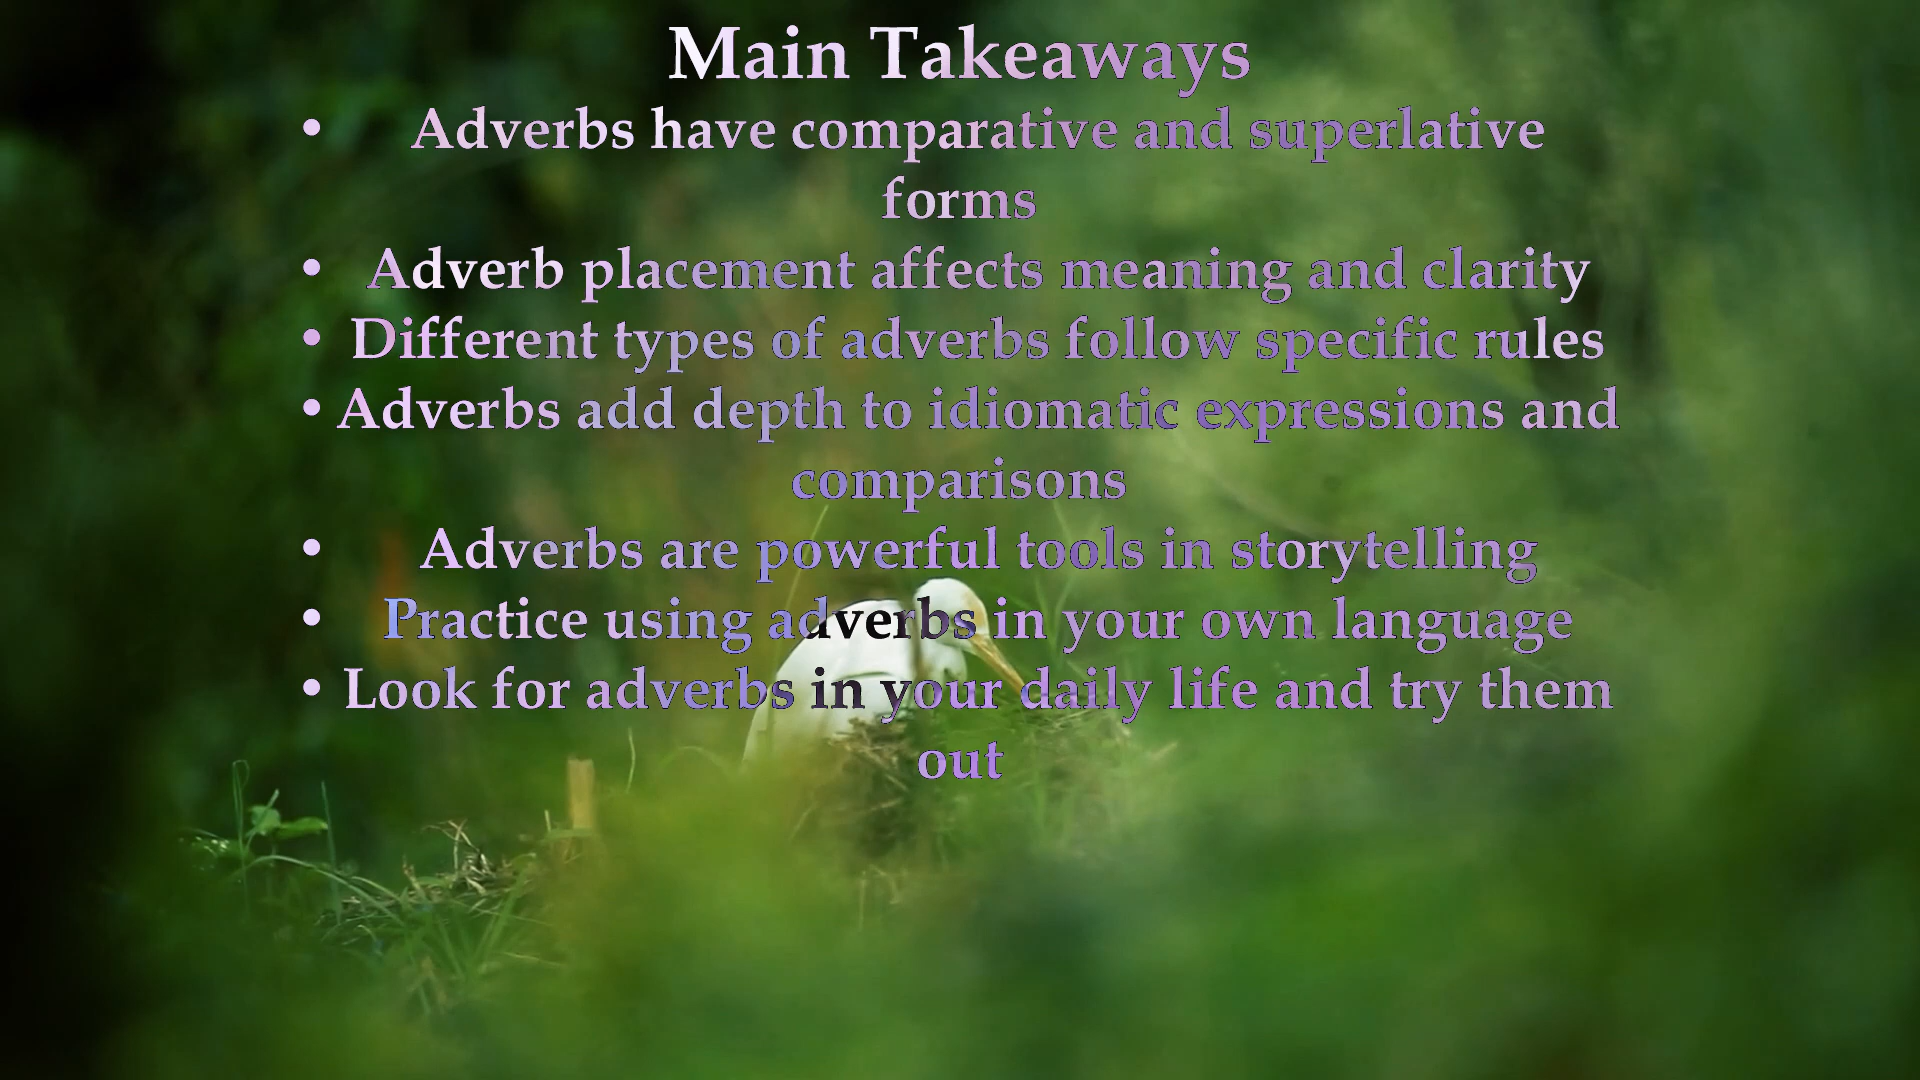 Main Takeaways
• Adverbs have comparative and superlative
forms
• Adverb placement affects meaning and clarity
• Different types of adverbs follow specific rules
• Adverbs add depth to idiomatic expressions and
comparisons
• Adverbs are powerful tools in storytelling
• Practice using adverbs in your own language
• Look for adverbs in your daily life and try them
out